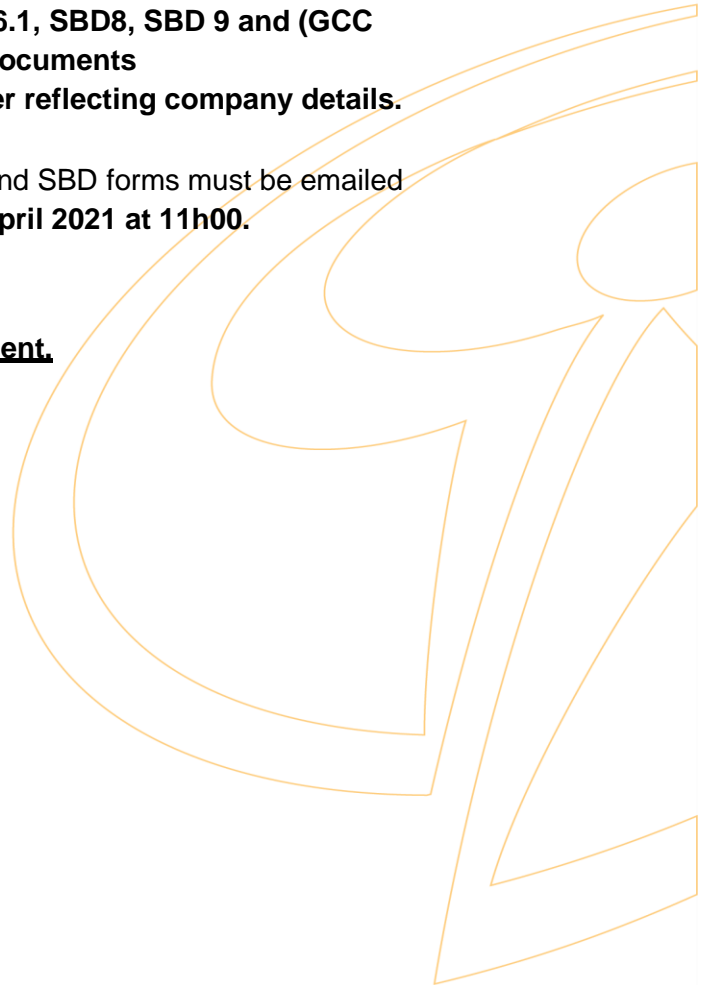 6.1, SBD8, SBD 9 and (GCC
ocuments
er reflecting company details.
nd SBD forms must be emailed
pril 2021 at 11h00.
ent.